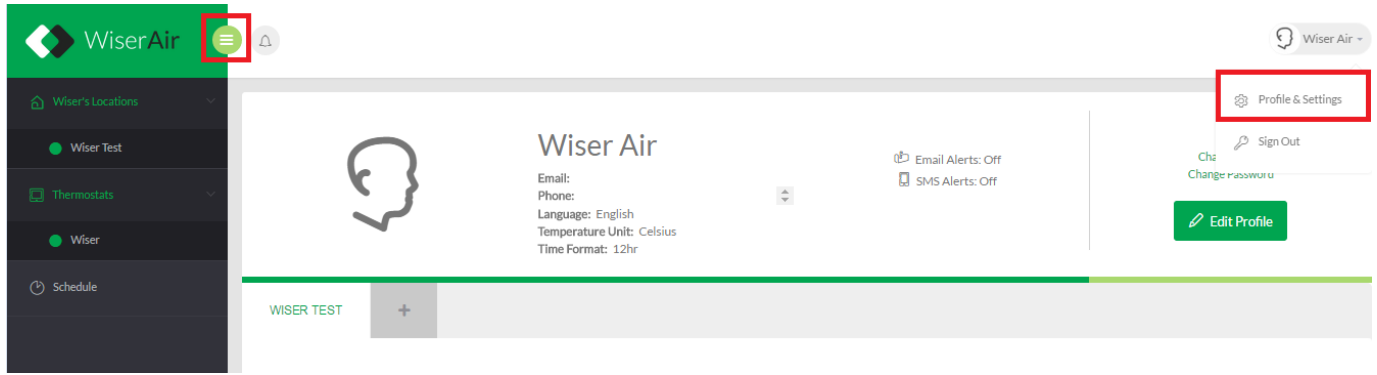 WiserAir
Wiser Air
Wiser's Locations
Wiser Test
Thermostats
Wiser
Schedule
Profile & Settings
Sign Out
Wiser Air
Email:
Phone:
Language: English
Temperature Unit: Celsius
Time Format: 12hr
Email Alerts: Off
SMS Alerts: Off
Change Password
Edit Profile
WISER TEST
+